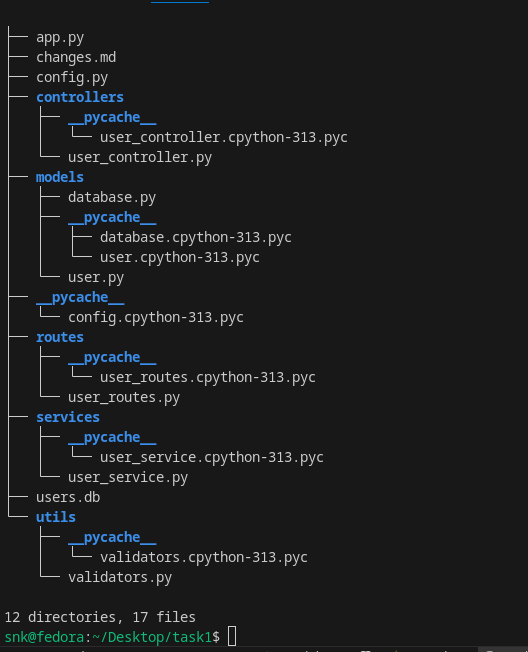 ├── app.py
├── changes.md
├── config.py
├── controllers
│   ├── __pycache__
│   │   └── user_controller.cpython-313.pyc
│   └── user_controller.py
├── models
│   ├── database.py
│   ├── __pycache__
│   │   ├── database.cpython-313.pyc
│   │   └── user.cpython-313.pyc
│   └── user.py
├── __pycache__
│   └── config.cpython-313.pyc
├── routes
│   ├── __pycache__
│   │   └── user_routes.cpython-313.pyc
│   └── user_routes.py
├── services
│   ├── __pycache__
│   │   └── user_service.cpython-313.pyc
│   └── user_service.py
├── users.db
└── utils
    ├── __pycache__
    │   └── validators.cpython-313.pyc
    └── validators.py

12 directories, 17 files
snk@fedora:~/Desktop/task1$